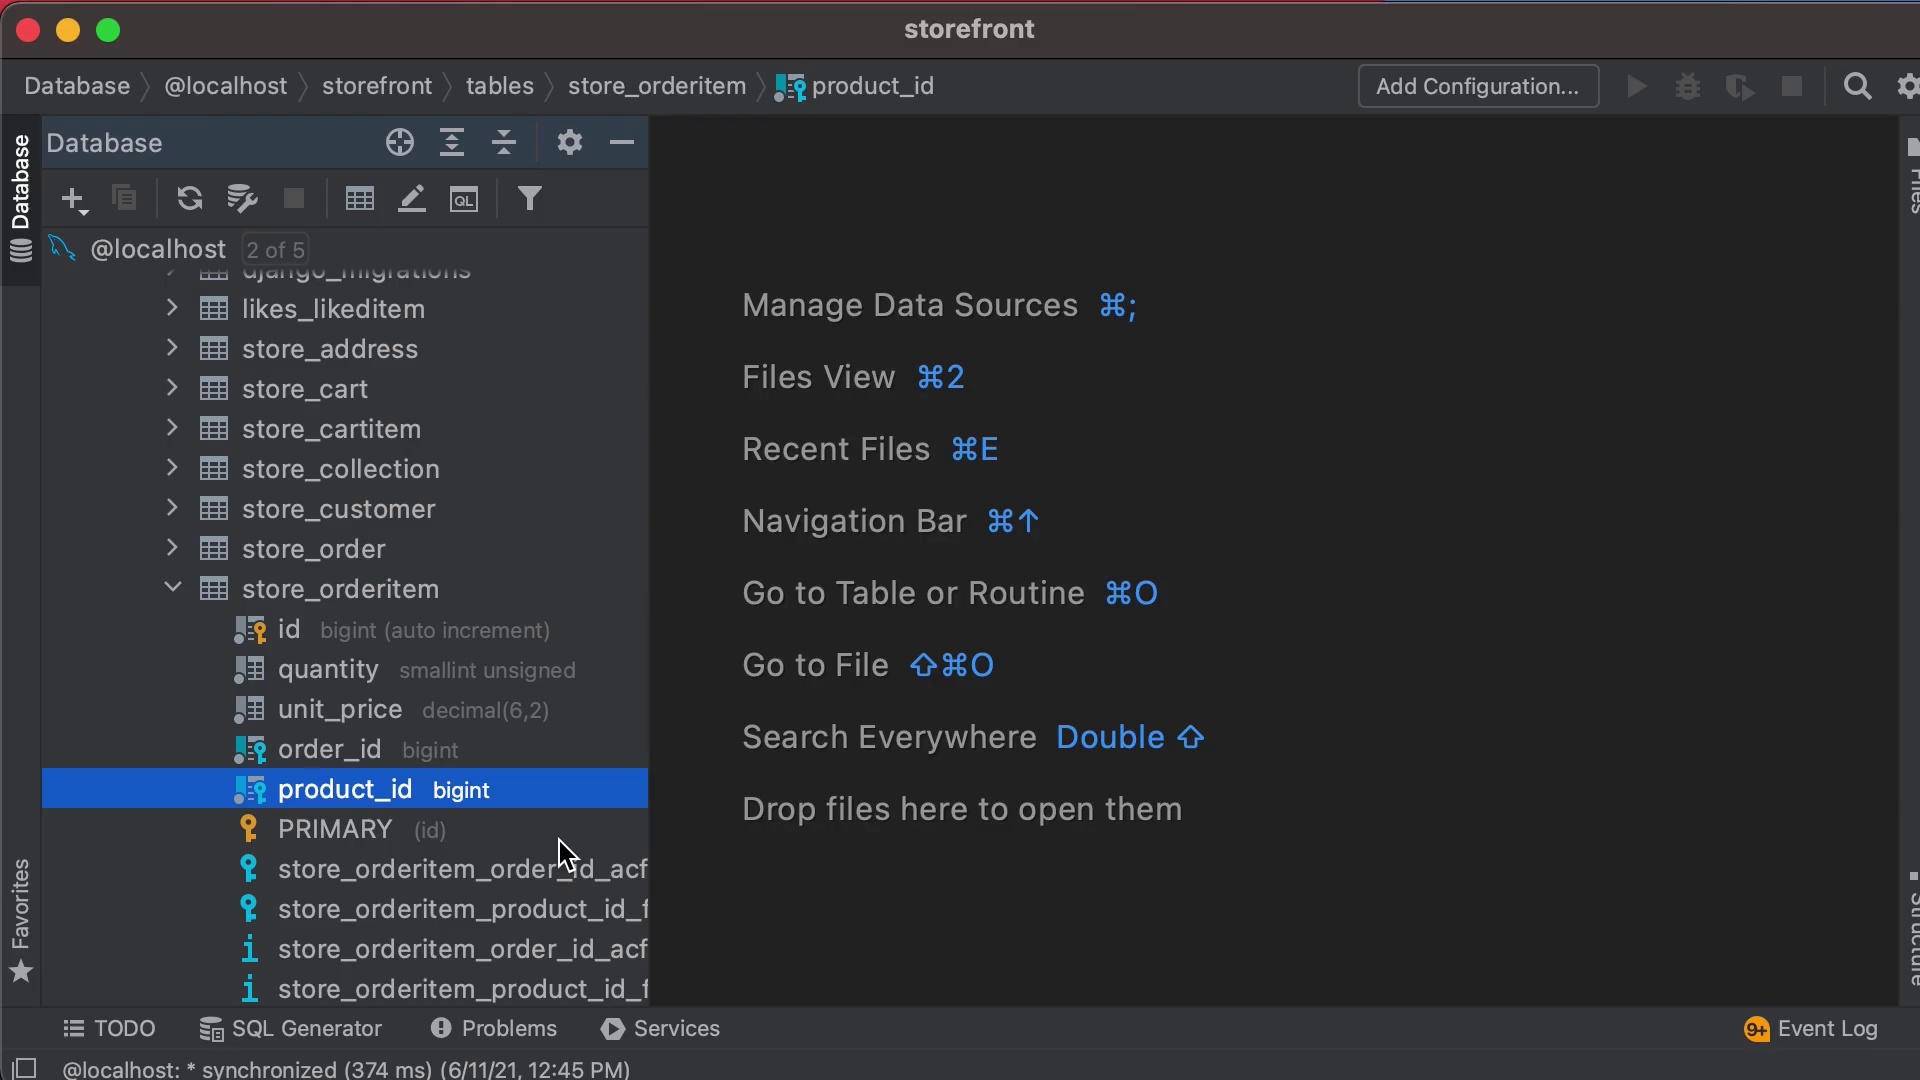 storefront
Database @localhost storefront tables store_orderitem product_id Add Configuration...
Database
Database
QL
@localhost 2 of 5
django_migrations
likes_likeditem
store_address
store_cart
store_cartitem
store_collection
store_customer
store_order
store_orderitem
id bigint (auto increment)
quantity smallint unsigned
unit_price decimal(6,2)
order_id bigint
product_id bigint
PRIMARY (id)
store_orderitem_order_id_acf
store_orderitem_product_id_f
store_orderitem_order_id_acf
store_orderitem_product_id_f
Favorites
Manage Data Sources ⌘;
Files View ⌘2
Recent Files ⌘E
Navigation Bar ⌘↑
Go to Table or Routine ⌘O
Go to File ⇧⌘O
Search Everywhere Double ⇧
Drop files here to open them
Files
Structure
TODO SQL Generator Problems Services 9+ Event Log
@localhost: * synchronized (374 ms) (6/11/21, 12:45 PM)